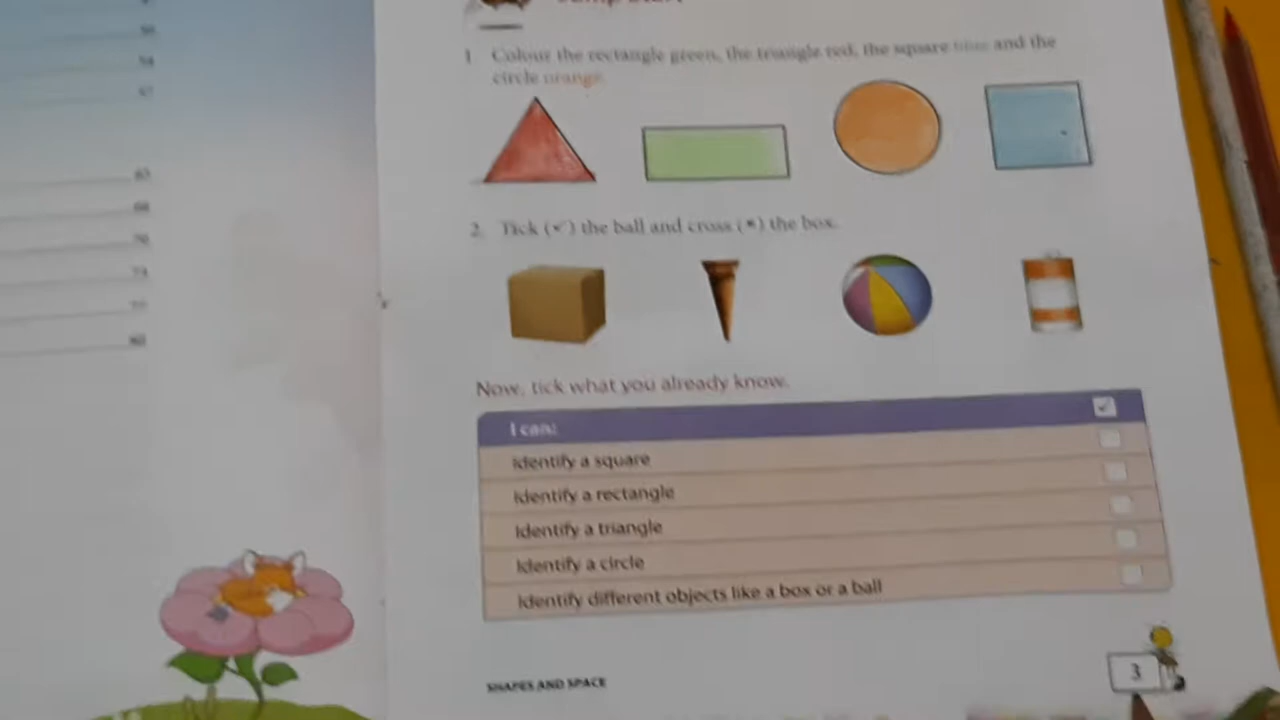 1 Colour the rectangle green, the triangle red, the square blue and the
circle orange.
2. Tick (✓) the ball and cross (✗) the box.
Now, tick what you already know.
I can: ✓
Identify a square
Identify a rectangle
Identify a triangle
Identify a circle
Identify different objects like a box or a ball
SHAPES AND SPACE
3